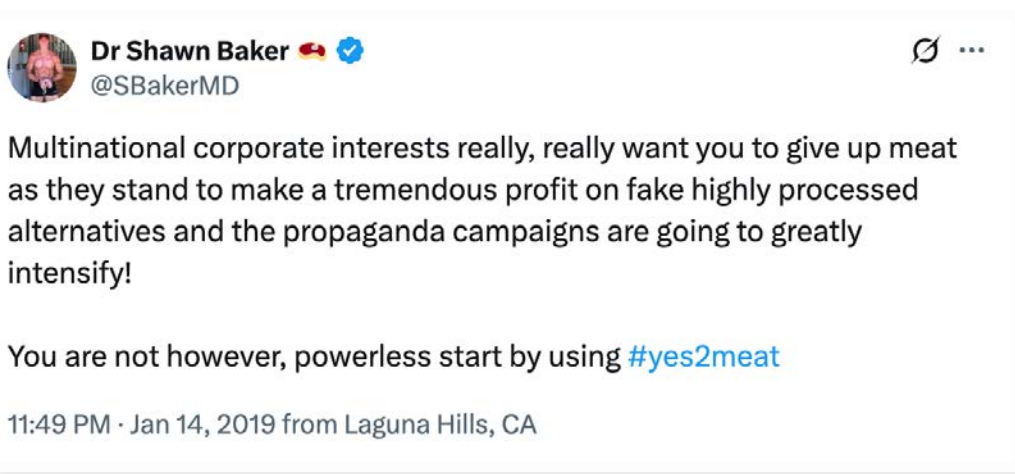 Dr Shawn Baker 🥩
@SBakerMD
Multinational corporate interests really, really want you to give up meat
as they stand to make a tremendous profit on fake highly processed
alternatives and the propaganda campaigns are going to greatly
intensify!
You are not however, powerless start by using #yes2meat
11:49 PM · Jan 14, 2019 from Laguna Hills, CA